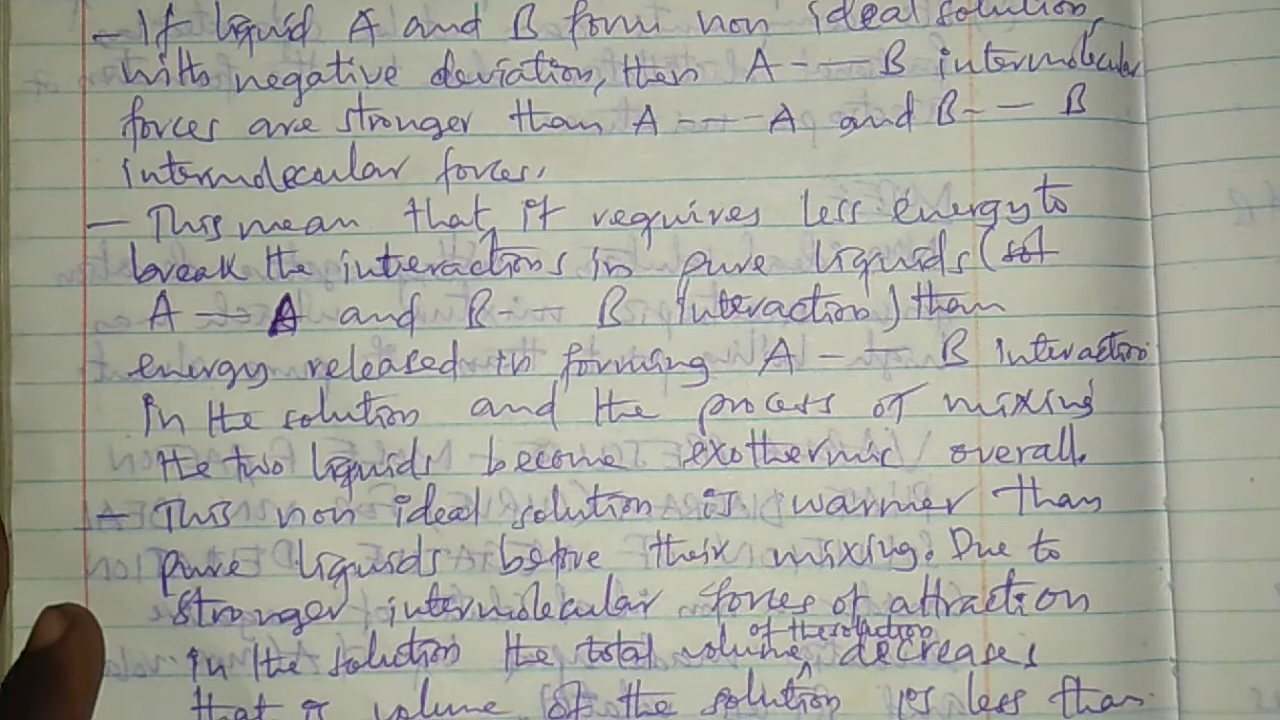 - If liquid A and B form non ideal solution,
with negative deviation, then A - - - B intermolecular
forces are stronger than A - - - A and B - - B
intermolecular forces.
- This mean that, it requires less energy to
break the interactions in pure liquids (
A - - - A and B - - - B interaction) than
energy released in forming A - - - B interaction
in the solution and the process of mixing
the two liquids become exothermic overall.
- This non ideal solution is warmer than
pure liquids before their mixing. Due to
stronger intermolecular forces of attraction
of the solution
in the solution the total volume ^ decreases
that is volume of the solution is less than